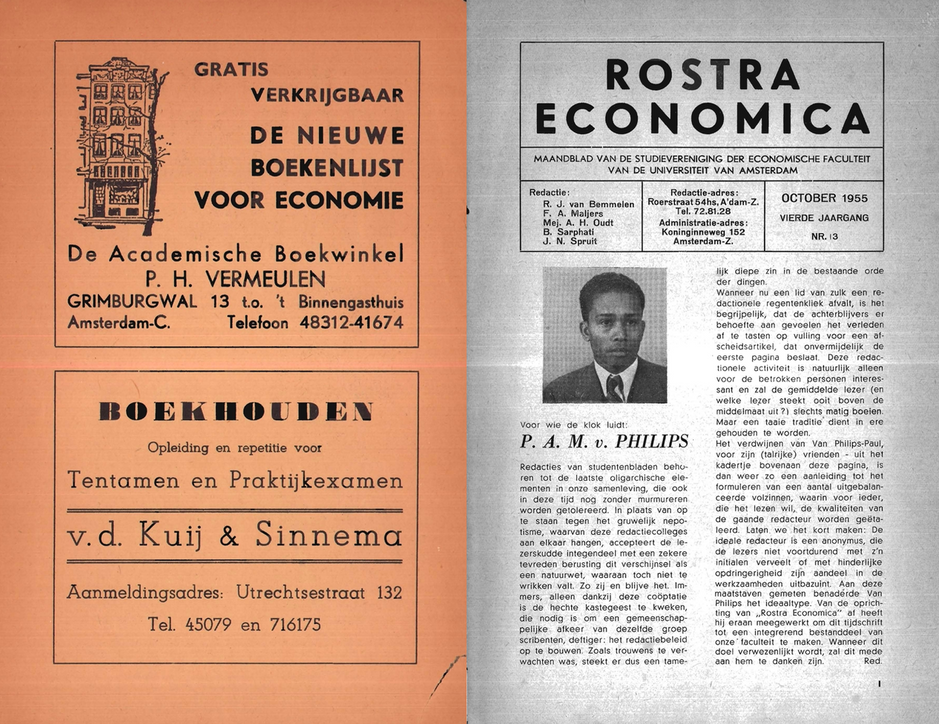 GRATIS
VERKRIJGBAAR
DE NIEUWE
BOEKENLIJST
VOOR ECONOMIE
De Academische Boekwinkel
P. H. VERMEULEN
GRIMBURGWAL 13 t.o. 't Binnengasthuis
Amsterdam-C. Telefoon 48312-41674
BOEKHOUDEN
Opleiding en repetitie voor
Tentamen en Praktijkexamen
v.d. Kuij & Sinnema
Aanmeldingsadres: Utrechtsestraat 132
Tel. 45079 en 716175
ROSTRA
ECONOMICA
MAANDBLAD VAN DE STUDIEVERENIGING DER ECONOMISCHE FACULTEIT
VAN DE UNIVERSITEIT VAN AMSTERDAM
Redactie:
R. J. van Bemmelen
F. A. Maljers
Mej. A. H. Oudt
B. Sarphati
J. N. Spruit
Redactie-adres:
Roerstraat 54hs, A'dam-Z.
Tel. 72.81.28
Administratie-adres:
Koninginneweg 152
Amsterdam-Z.
OCTOBER 1955
VIERDE JAARGANG
NR. 13
Voor wie de klok luidt:
P. A. M. v. PHILIPS
Redacties van studentenbladen beho-
ren tot de laatste oligarchische ele-
menten in onze samenleving, die ook
in deze tijd nog zonder murmureren
worden getolereerd. In plaats van op
te staan tegen het gruwelijk nepo-
tisme, waarvan deze redactiecolleges
aan elkaar hangen, accepteert de le-
zerskudde integendeel met een zekere
tevreden berusting dit verschijnsel als
een natuurwet, waaraan toch niet te
wrikken valt. Zo zij en blijve het. Im-
mers, alleen dankzij deze coöptatie
is de hechte kastegeest te kweken,
die nodig is om een gemeenschap-
pelijke afkeer van dezelfde groep
scribenten, deftiger: het redactiebeleid
op te bouwen. Zoals trouwens te ver-
wachten was, steekt er dus een tame-
lijk diepe zin in de bestaande orde
der dingen.
Wanneer nu een lid van zulk een re-
dactionele regentenkliek afvalt, is het
begrijpelijk, dat de achterblijvers er
behoefte aan gevoelen het verleden
af te tasten op vulling voor een af-
scheidsartikel, dat onvermijdelijk de
eerste pagina beslaat. Deze redac-
tionele activiteit is natuurlijk alleen
voor de betrokken personen interes-
sant en zal de gemiddelde lezer (en
welke lezer steekt ooit boven de
middelmaat uit?) slechts matig boeien.
Maar een taaie traditie dient in ere
gehouden te worden.
Het verdwijnen van Van Philips-Paul,
voor zijn (talrijke) vrienden - uit het
kadertje bovenaan deze pagina, is
dan weer zo een aanleiding tot het
formuleren van een aantal uitgebalan-
ceerde volzinnen, waarin voor ieder,
die het lezen wil, de kwaliteiten van
de gaande redacteur worden geëta-
leerd. Laten we het kort maken: De
ideale redacteur is een anonymus, die
de lezers niet voortdurend met z'n
initialen verveelt of met hinderlijke
opdringerigheid zijn aandeel in de
werkzaamheden uitbazuint. Aan deze
maatstaven gemeten benaderde Van
Philips het ideaaltype. Van de oprich-
ting van „Rostra Economica" af heeft
hij eraan meegewerkt om dit tijdschrift
tot een integrerend bestanddeel van
onze faculteit te maken. Wanneer dit
doel verwezenlijkt wordt, zal dit mede
aan hem te danken zijn. Red.
1